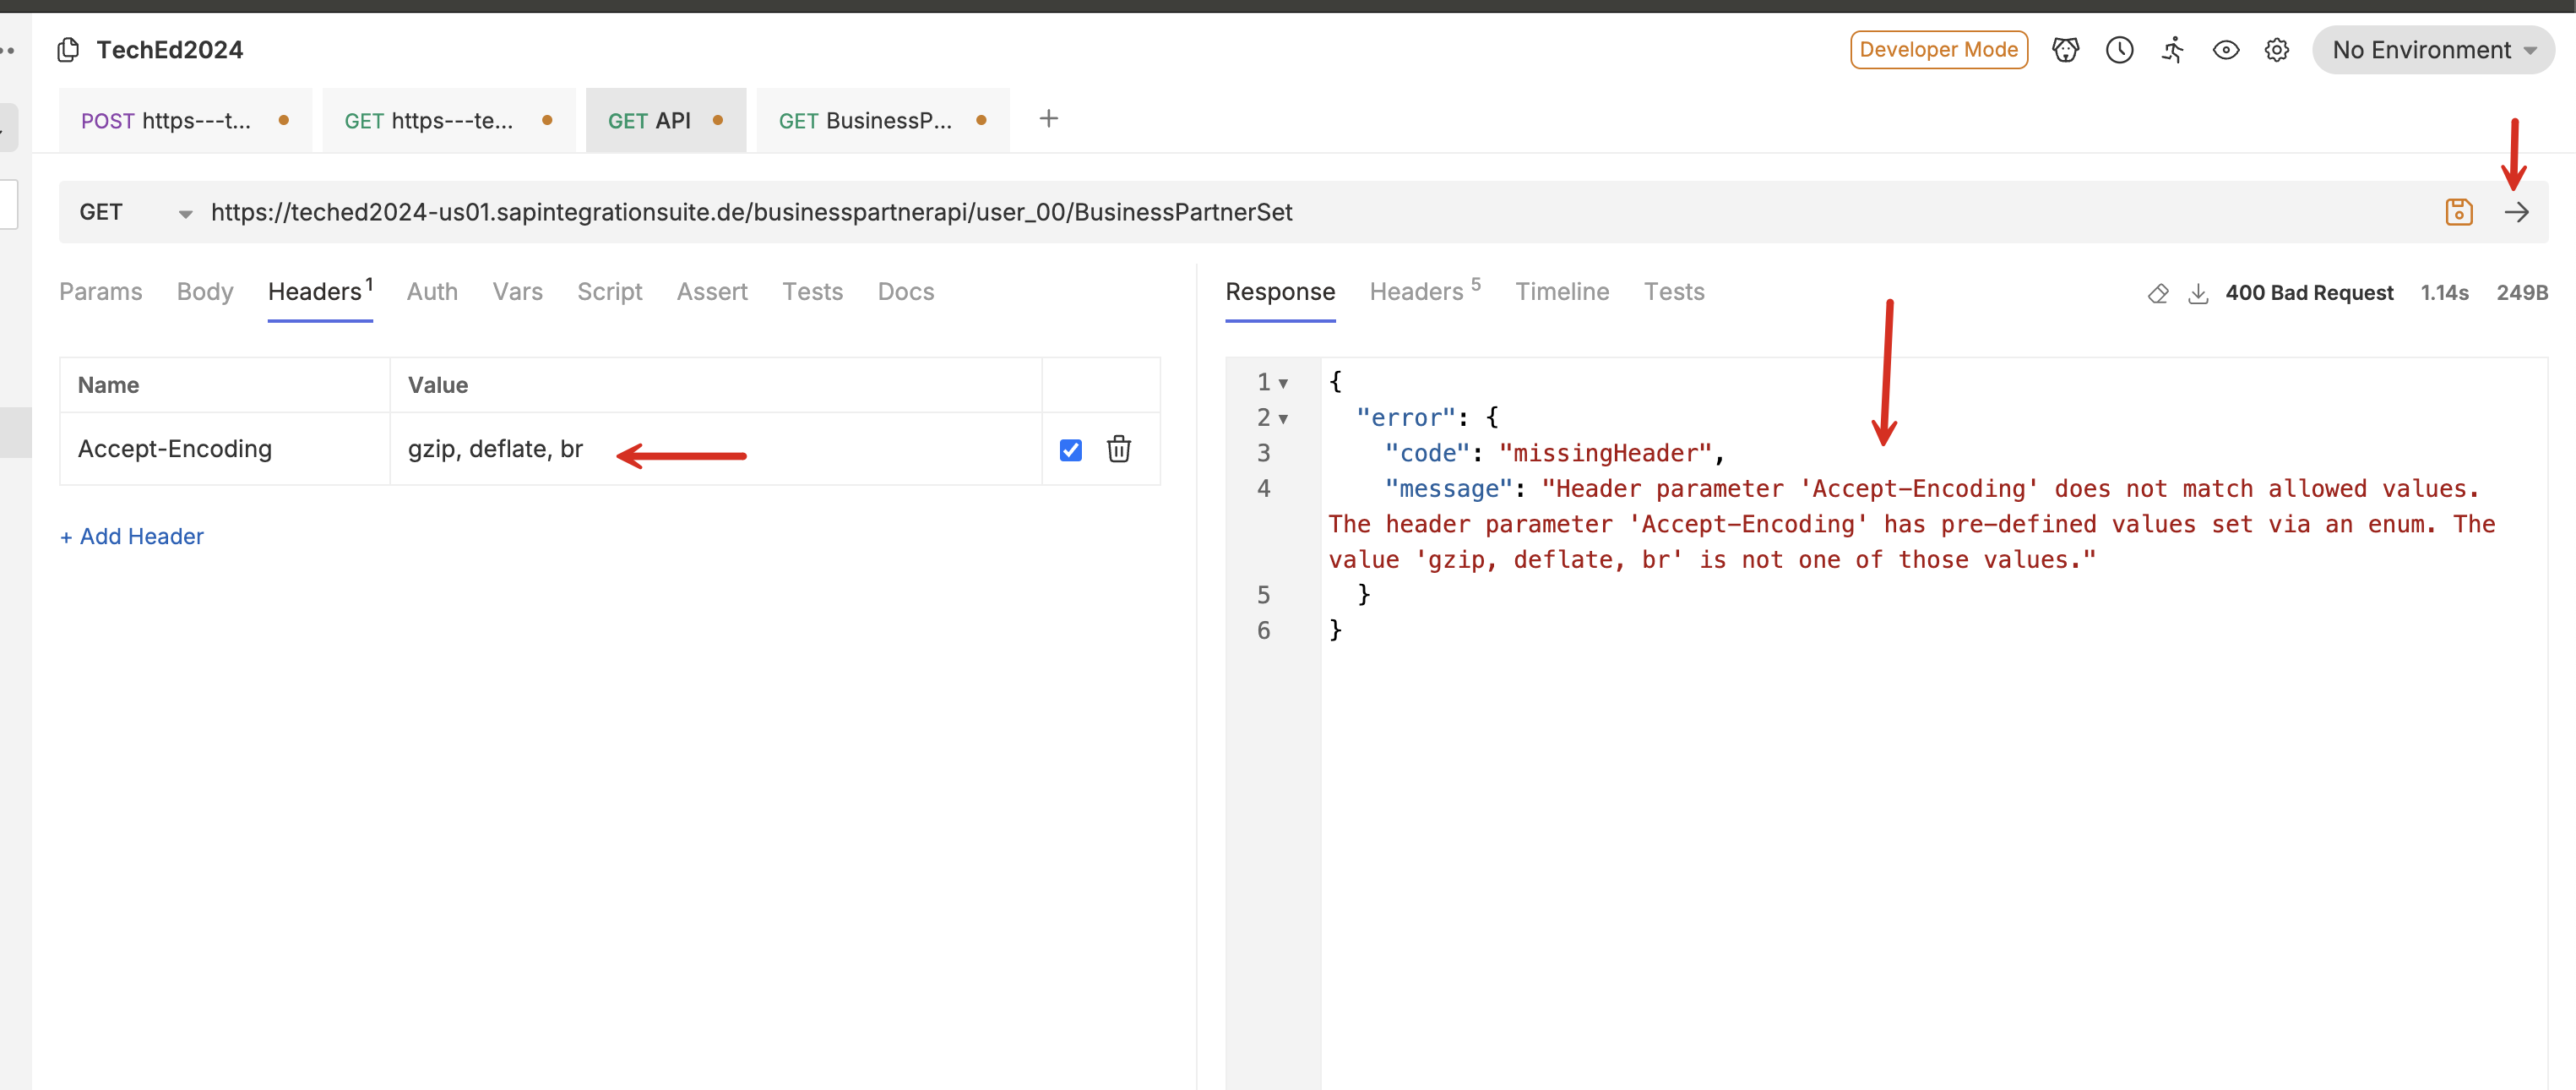 TechEd2024
Developer Mode
No Environment
POST https---t...
GET https---te...
GET API
GET BusinessP...
+
GET https://teched2024-us01.sapintegrationsuite.de/businesspartnerapi/user_00/BusinessPartnerSet
Params Body Headers 1 Auth Vars Script Assert Tests Docs
Name Value
Accept-Encoding gzip, deflate, br
+ Add Header
Response Headers 5 Timeline Tests
400 Bad Request 1.14s 249B
1 {
2 "error": {
3 "code": "missingHeader",
4 "message": "Header parameter 'Accept-Encoding' does not match allowed values.
The header parameter 'Accept-Encoding' has pre-defined values set via an enum. The
value 'gzip, deflate, br' is not one of those values."
5 }
6 }